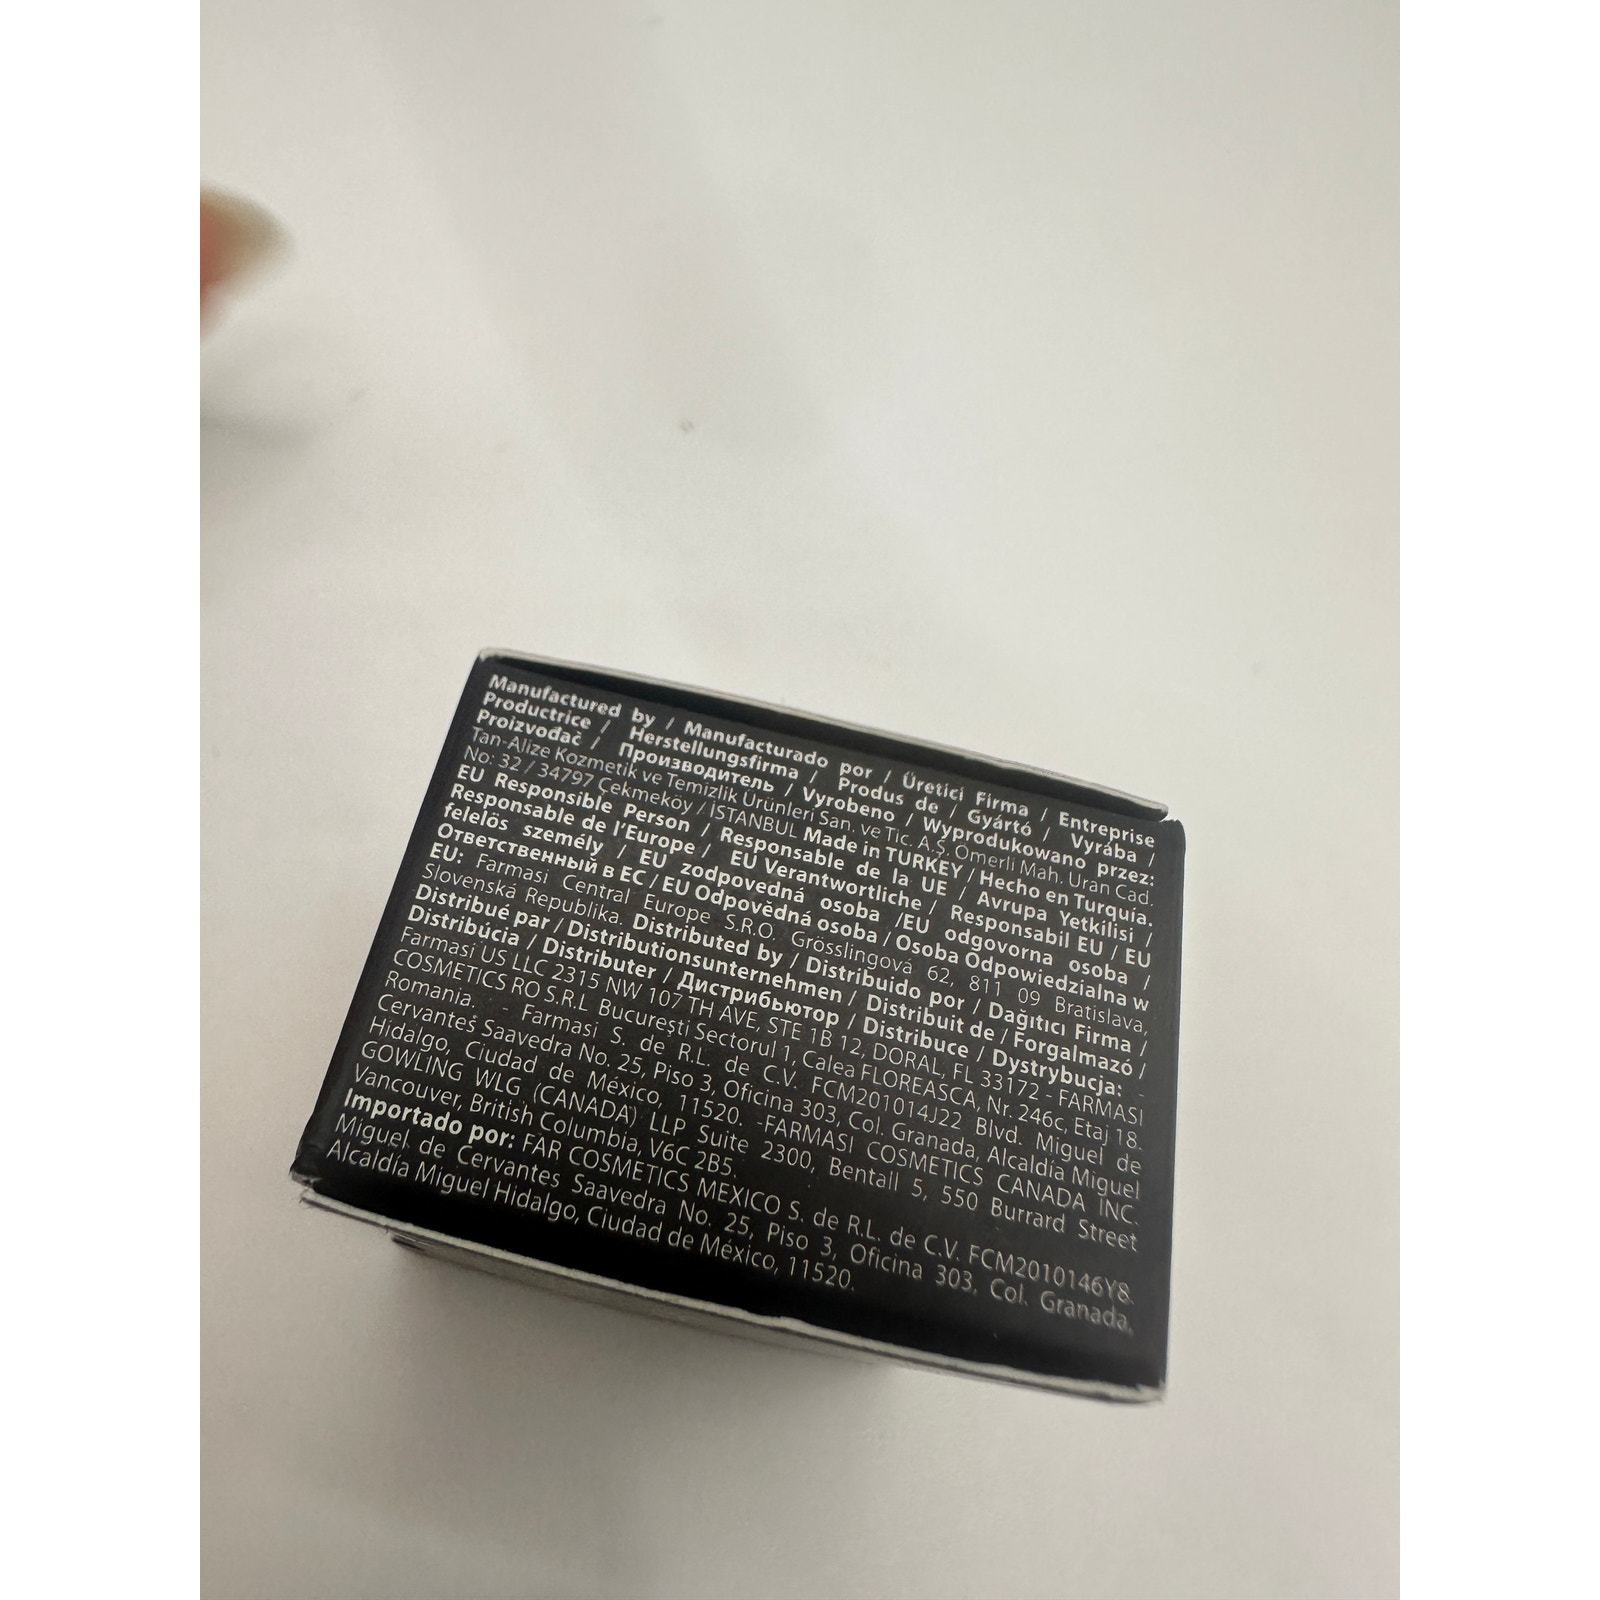 Manufactured by / Manufacturado por / Üretici Firma / Entreprise
Productrice / Herstellungsfirma / Produs de / Gyártó / Vyrába /
Proizvođač / Производитель / Vyrobeno / Wyprodukowano przez:
Tan-Alize Kozmetik ve Temizlik Ürünleri San. ve Tic. A.Ş. Ömerli Mah. Uran Cad.
No: 32 / 34797 Çekmeköy / İSTANBUL Made in TURKEY / Hecho en Turquía.
EU Responsible Person / Responsable de la UE / Avrupa Yetkilisi /
Responsable de l'Europe / EU Verantwortliche / Responsabil EU / EU
felelös személy / EU zodpovedná osoba /EU odgovorna osoba /
Ответственный в ЕС / EU Odpovědná osoba / Osoba Odpowiedzialna w
EU: Farmasi Central Europe S.R.O. Grösslingová 62, 811 09 Bratislava,
Slovenská Republika. Distributed by / Distribuido por / Dağıtıcı Firma /
Distribué par / Distributionsunternehmen / Distribuit de / Forgalmazó /
Distribúcia / Distributer / Дистрибьютор / Distribuce / Dystrybucja: -
Farmasi US LLC 2315 NW 107 TH AVE, STE 1B 12, DORAL, FL 33172 - FARMASI
COSMETICS RO S.R.L Bucureşti Sectorul 1, Calea FLOREASCA, Nr. 246c, Etaj 18.
Romania. - Farmasi S. de R.L. de C.V. FCM201014J22 Blvd. Miguel de
Cervantes Saavedra No. 25, Piso 3, Oficina 303, Col. Granada, Alcaldía Miguel
Hidalgo, Ciudad de México, 11520. -FARMASI COSMETICS CANADA INC.
GOWLING WLG (CANADA) LLP Suite 2300, Bentall 5, 550 Burrard Street
Vancouver, British Columbia, V6C 2B5.
Importado por: FAR COSMETICS MEXICO S. de R.L. de C.V. FCM2010146Y8.
Miguel de Cervantes Saavedra No. 25, Piso 3, Oficina 303, Col. Granada,
Alcaldía Miguel Hidalgo, Ciudad de México, 11520.